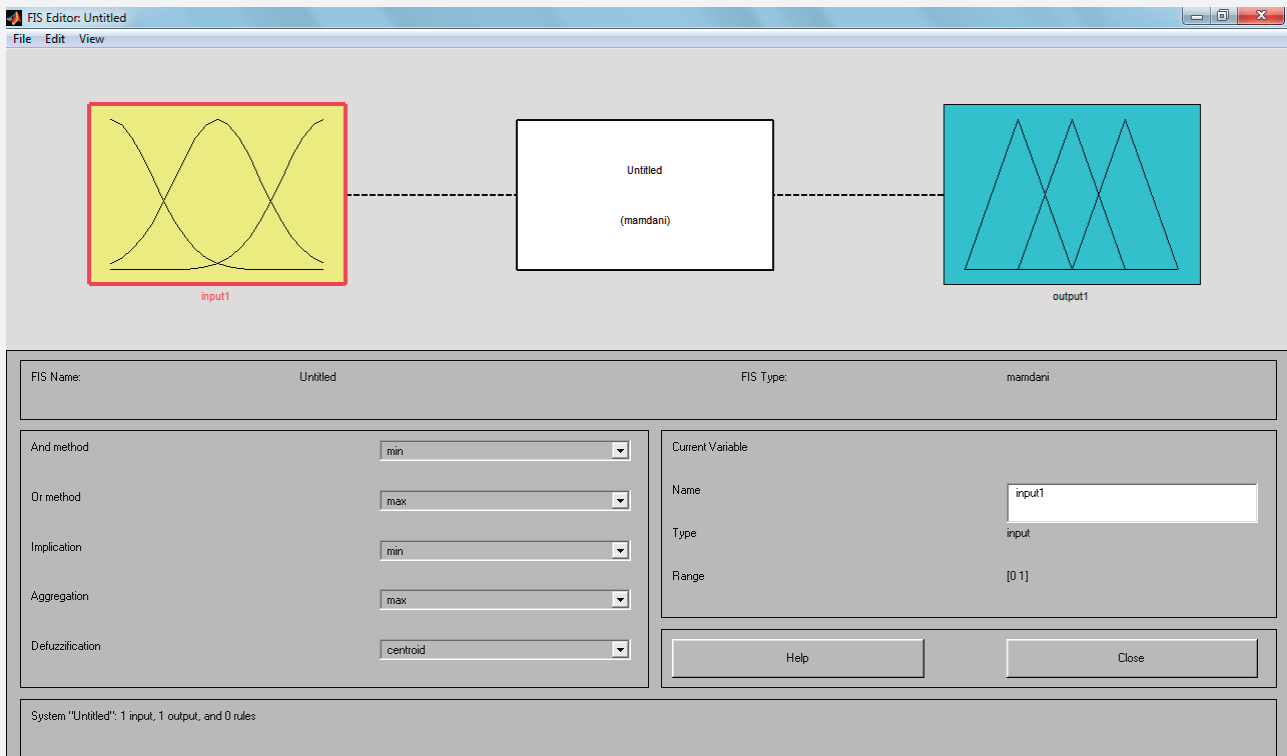 FIS Editor: Untitled
File Edit View
Untitled
(mamdani)
input1
output1
FIS Name: Untitled FIS Type: mamdani
And method min
Or method max
Implication min
Aggregation max
Defuzzification centroid
Current Variable
Name input1
Type input
Range [0 1]
Help Close
System "Untitled": 1 input, 1 output, and 0 rules